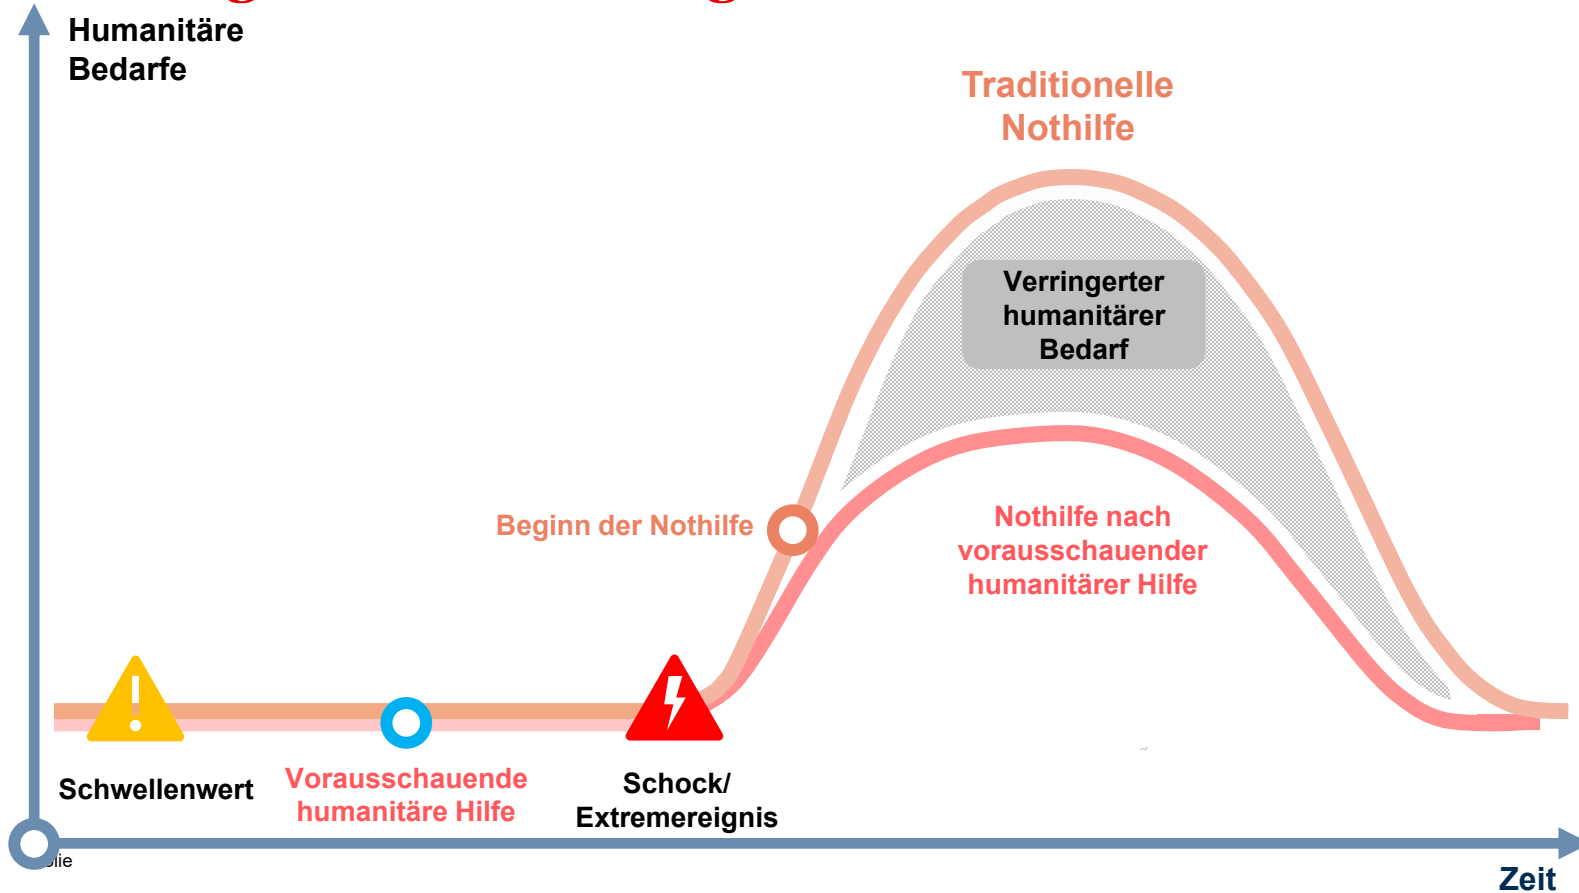 Humanitäre
Bedarfe
Traditionelle
Nothilfe
Verringerter
humanitärer
Bedarf
Beginn der Nothilfe
Nothilfe nach
vorausschauender
humanitärer Hilfe
Schwellenwert
Vorausschauende
humanitäre Hilfe
Schock/
Extremereignis
Zeit